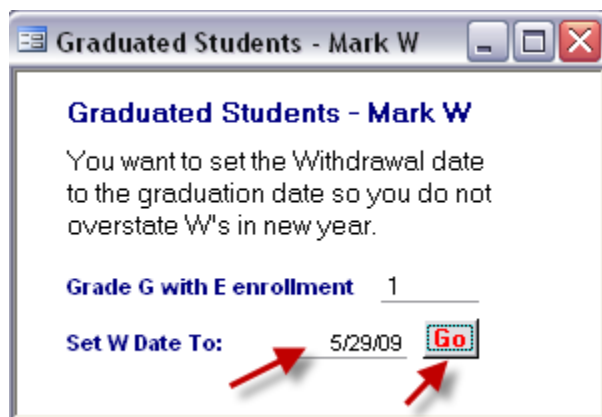 Graduated Students - Mark W
Graduated Students - Mark W
You want to set the Withdrawal date
to the graduation date so you do not
overstate W's in new year.
Grade G with E enrollment 1
Set W Date To: 5/29/09 Go